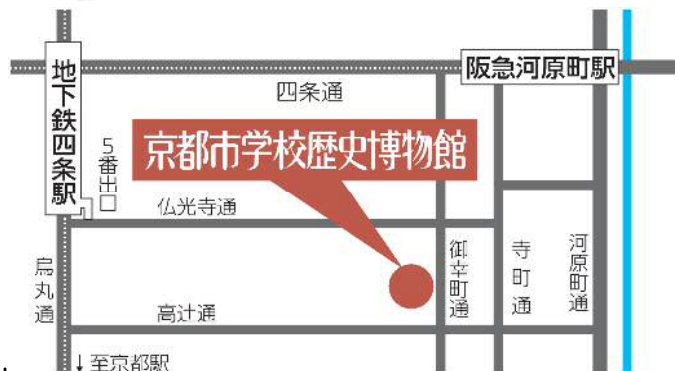 阪急河原町駅
地下鉄四条駅
四条通
5番出口
京都市学校歴史博物館
仏光寺通
烏丸通
御幸町通
寺町通
河原町通
高辻通
↓至京都駅